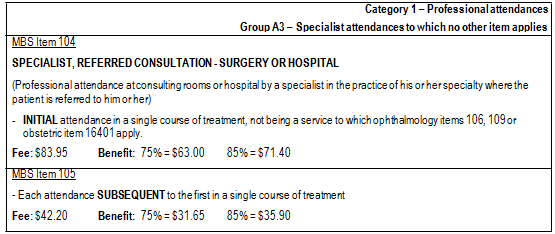 Category 1 – Professional attendances
Group A3 – Specialist attendances to which no other item applies
MBS Item 104
SPECIALIST, REFERRED CONSULTATION - SURGERY OR HOSPITAL
(Professional attendance at consulting rooms or hospital by a specialist in the practice of his or her specialty where the
patient is referred to him or her)
- INITIAL attendance in a single course of treatment, not being a service to which ophthalmology items 106, 109 or
obstetric item 16401 apply.
Fee: $83.95 Benefit: 75% = $63.00 85% = $71.40
MBS Item 105
- Each attendance SUBSEQUENT to the first in a single course of treatment
Fee: $42.20 Benefit: 75% = $31.65 85% = $35.90